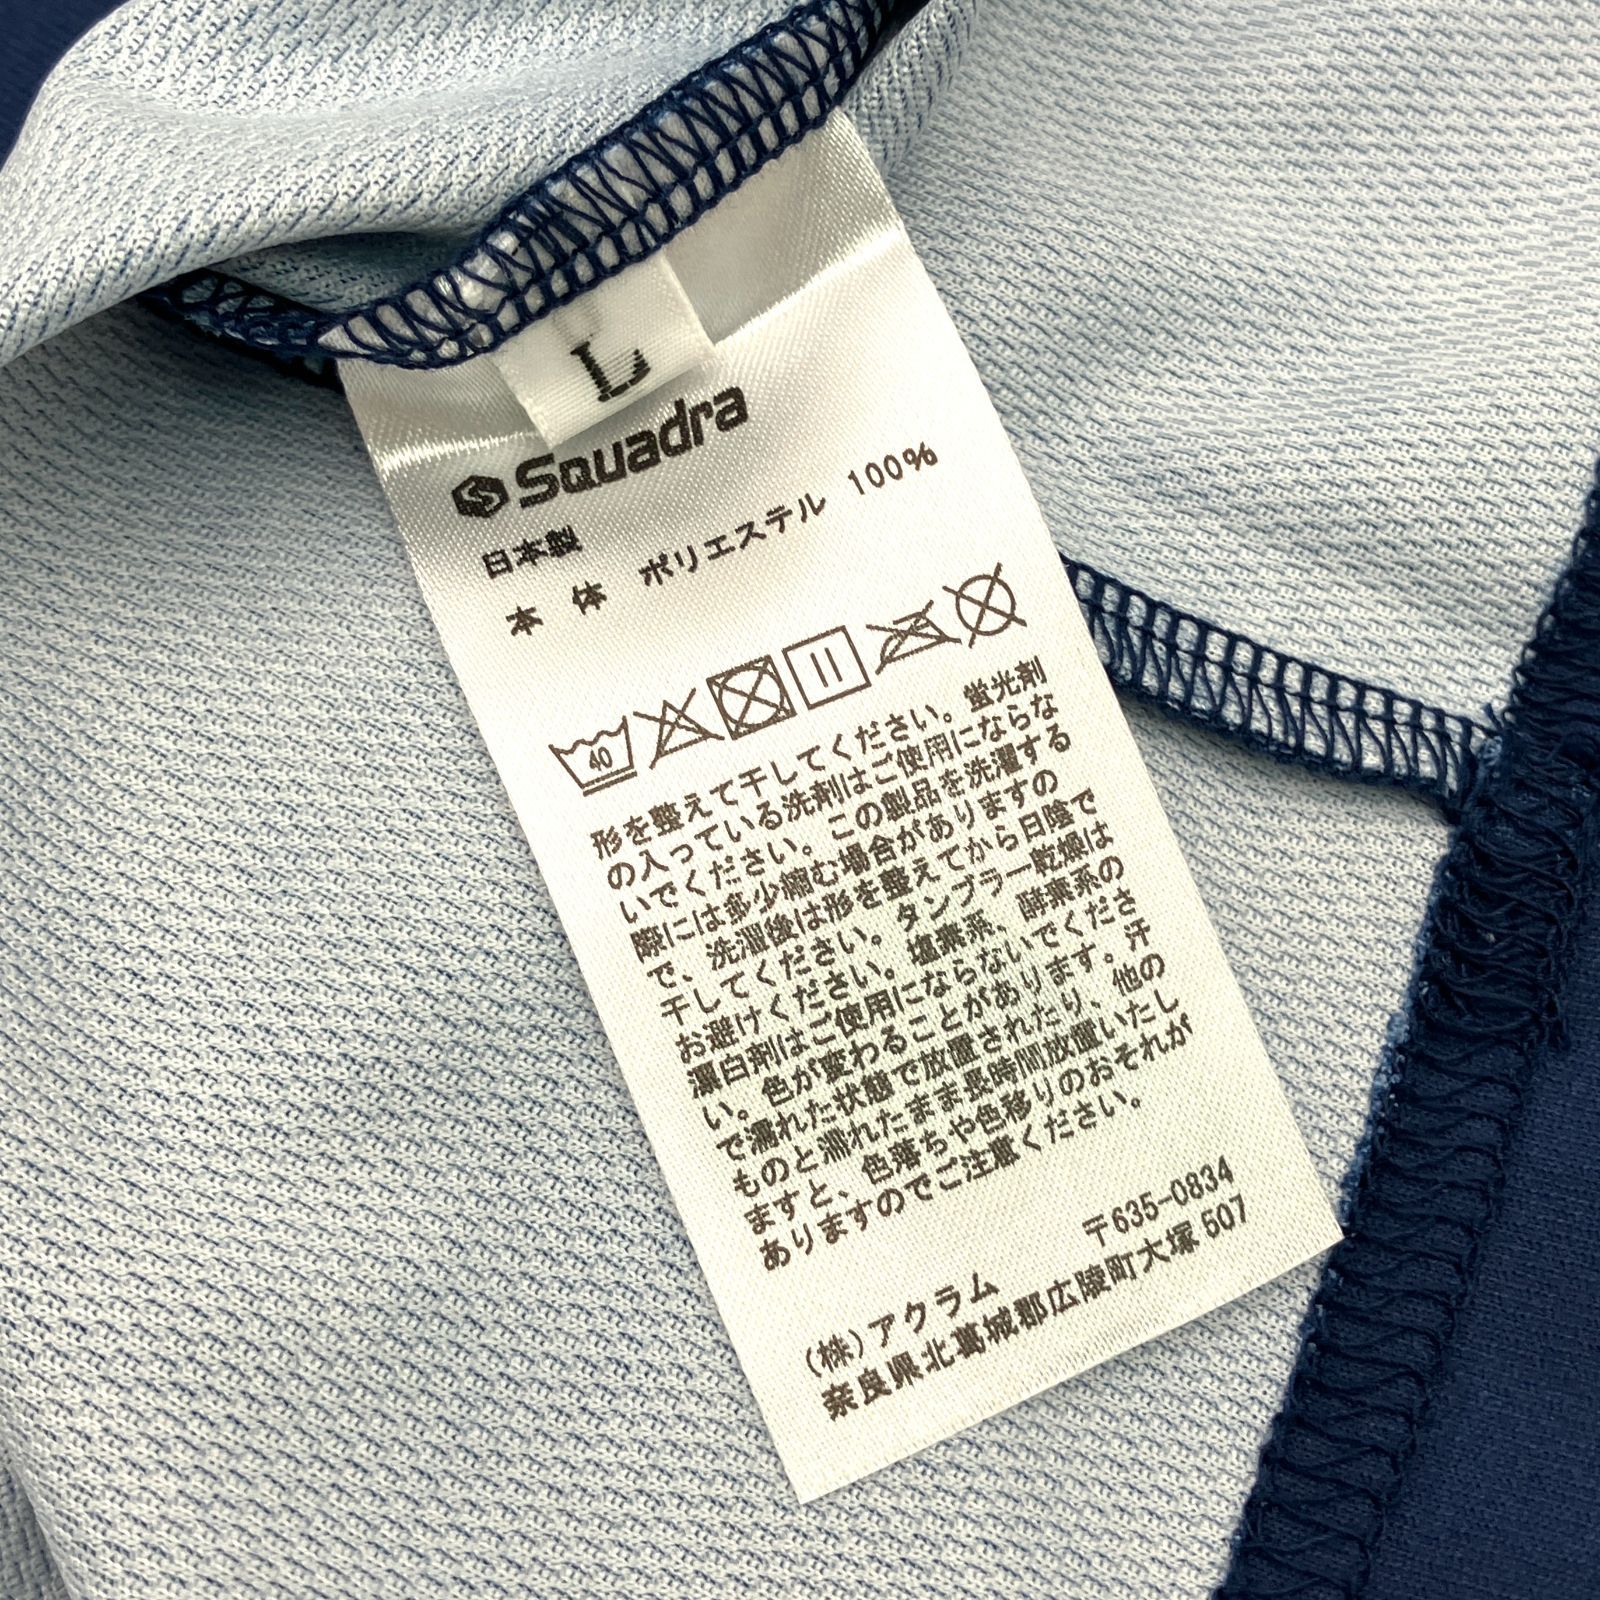 L
Squadra
日本製
本 体 ポリエステル 100%
40
形を整えて干してください。蛍光剤
の入っている洗剤はご使用にならな
いでください。この製品を洗濯する
際には多少縮む場合がありますの
で、洗濯後は形を整えてから日陰で
干してください。タンブラー乾燥は
お避けください。塩素系、酵素系の
漂白剤はご使用にならないでくださ
い。色が変わることがあります。汗
で濡れた状態で放置されたり、他の
ものと濡れたまま長時間放置いたし
ますと、色落ちや色移りのおそれが
ありますのでご注意ください。
(株)アクラム
〒635-0834
奈良県北葛城郡広陵町大塚507